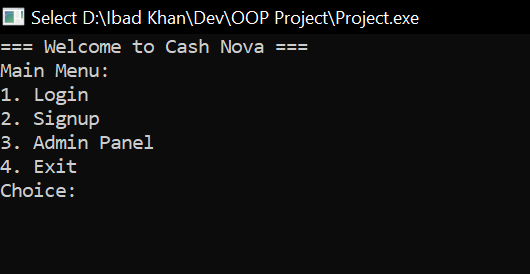 Select D:\Ibad Khan\Dev\OOP Project\Project.exe
=== Welcome to Cash Nova ===
Main Menu:
1. Login
2. Signup
3. Admin Panel
4. Exit
Choice: